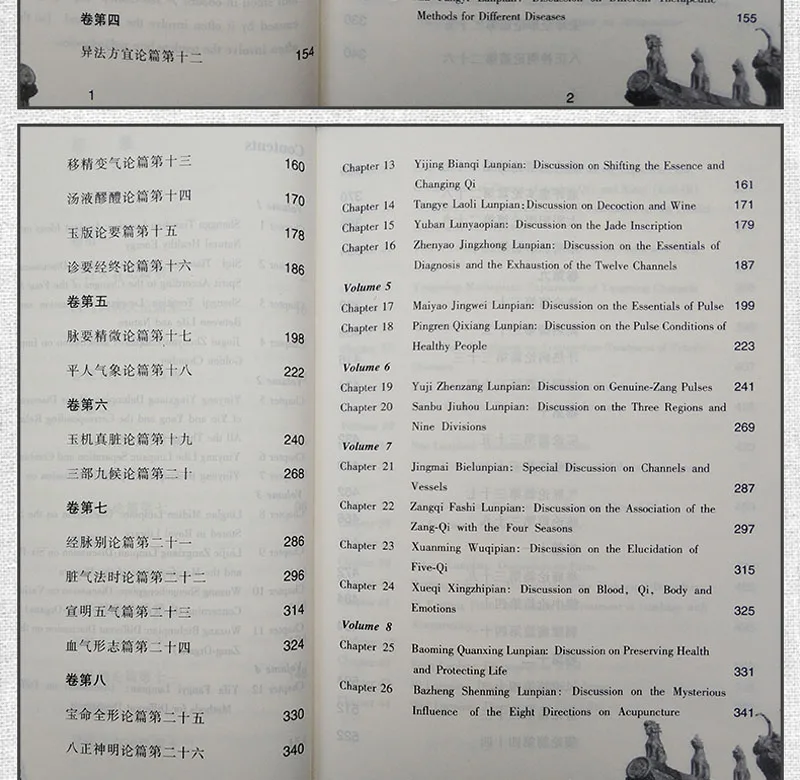 卷第四
异法方宜论篇第十二 154
1
Methods for Different Diseases 155
2
移精变气论篇第十三 160
汤液醪醴论篇第十四 170
玉版论要篇第十五 178
诊要经终论篇第十六 186
卷第五
脉要精微论篇第十七 198
平人气象论篇第十八 222
卷第六
玉机真脏论篇第十九 240
三部九候论篇第二十 268
卷第七
经脉别论篇第二十一 286
脏气法时论篇第二十二 296
宣明五气篇第二十三 314
血气形志篇第二十四 324
卷第八
宝命全形论篇第二十五 330
八正神明论篇第二十六 340
Chapter 13 Yijing Bianqi Lunpian: Discussion on Shifting the Essence and
Changing Qi 161
Chapter 14 Tangye Laoli Lunpian: Discussion on Decoction and Wine 171
Chapter 15 Yuban Lunyaopian: Discussion on the Jade Inscription 179
Chapter 16 Zhenyao Jingzhong Lunpian: Discussion on the Essentials of
Diagnosis and the Exhaustion of the Twelve Channels 187
Volume 5
Chapter 17 Maiyao Jingwei Lunpian: Discussion on the Essentials of Pulse 199
Chapter 18 Pingren Qixiang Lunpian: Discussion on the Pulse Conditions of
Healthy People 223
Volume 6
Chapter 19 Yuji Zhenzang Lunpian: Discussion on Genuine-Zang Pulses 241
Chapter 20 Sanbu Jiuhou Lunpian: Discussion on the Three Regions and
Nine Divisions 269
Volume 7
Chapter 21 Jingmai Bielunpian: Special Discussion on Channels and
Vessels 287
Chapter 22 Zangqi Fashi Lunpian: Discussion on the Association of the
Zang-Qi with the Four Seasons 297
Chapter 23 Xuanming Wuqipian: Discussion on the Elucidation of
Five-Qi 315
Chapter 24 Xueqi Xingzhipian: Discussion on Blood, Qi, Body and
Emotions 325
Volume 8
Chapter 25 Baoming Quanxing Lunpian: Discussion on Preserving Health
and Protecting Life 331
Chapter 26 Bazheng Shenming Lunpian: Discussion on the Mysterious
Influence of the Eight Directions on Acupuncture 341